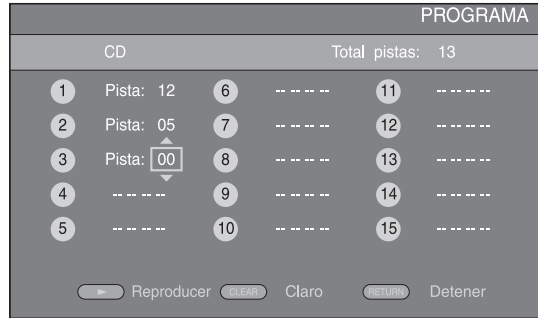 PROGRAMA
CD Total pistas: 13
1 Pista: 12 6 -- -- -- -- 11 -- -- -- --
2 Pista: 05 7 -- -- -- -- 12 -- -- -- --
3 Pista: 00 8 -- -- -- -- 13 -- -- -- --
4 -- -- -- -- 9 -- -- -- -- 14 -- -- -- --
5 -- -- -- -- 10 -- -- -- -- 15 -- -- -- --
Reproducer CLEAR Claro RETURN Detener